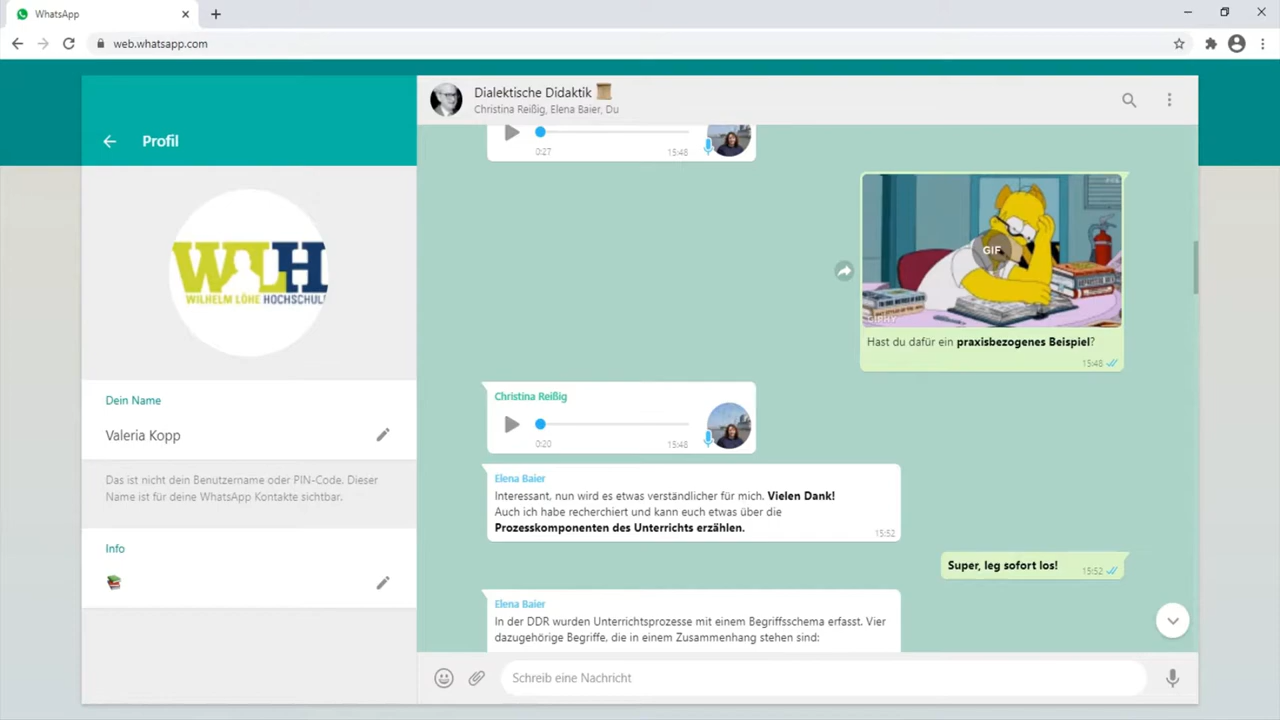 WhatsApp
web.whatsapp.com
Profil
WLH
WILHELM LÖHE HOCHSCHULE
Dein Name
Valeria Kopp
Das ist nicht dein Benutzername oder PIN-Code. Dieser
Name ist für deine WhatsApp Kontakte sichtbar.
Info
Dialektische Didaktik
Christina Reißig, Elena Baier, Du
0:27 15:48
GIF
GIPHY
Hast du dafür ein praxisbezogenes Beispiel?
15:48
Christina Reißig
0:20 15:48
Elena Baier
Interessant, nun wird es etwas verständlicher für mich. Vielen Dank!
Auch ich habe recherchiert und kann euch etwas über die
Prozesskomponenten des Unterrichts erzählen.
15:52
Super, leg sofort los! 15:52
Elena Baier
In der DDR wurden Unterrichtsprozesse mit einem Begriffsschema erfasst. Vier
dazugehörige Begriffe, die in einem Zusammenhang stehen sind:
Schreib eine Nachricht